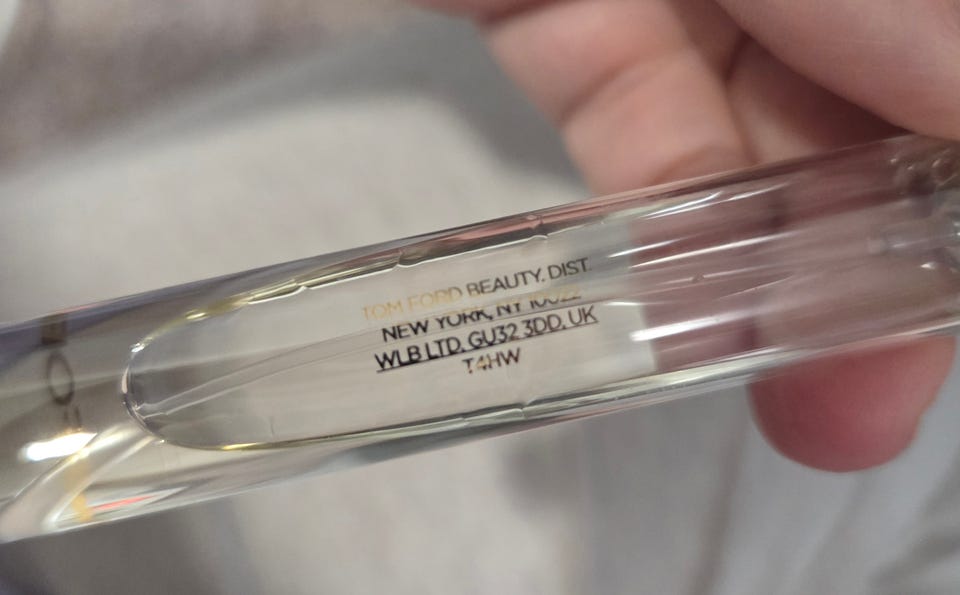 TOM FORD BEAUTY. DIST.
NEW YORK, NY 10022
WLB LTD. GU32 3DD. UK
T4HW